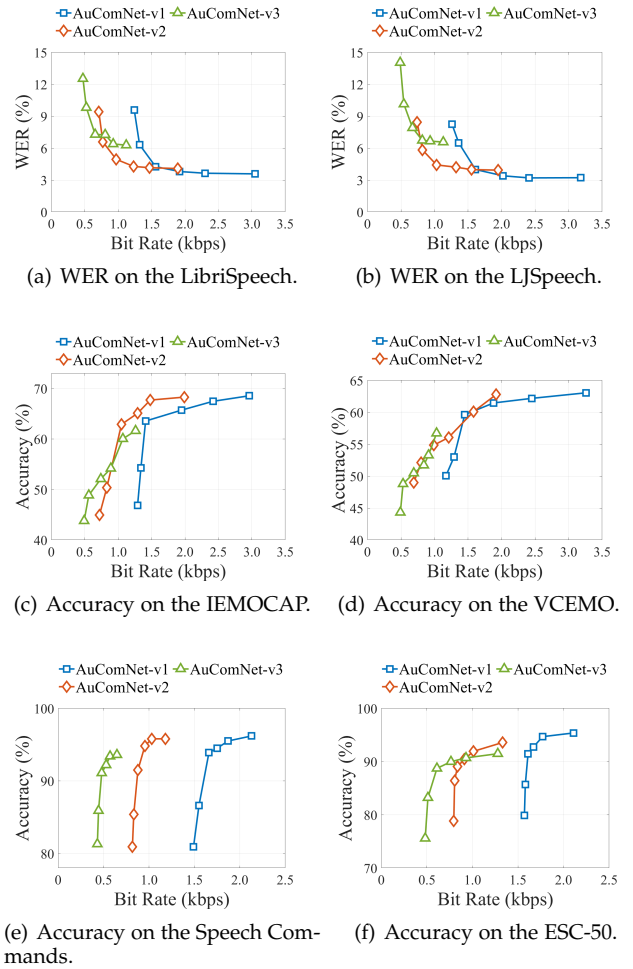 AuComNet-v1 AuComNet-v3
AuComNet-v2
WER (%)
15
12
9
6
3
0
0 0.5 1.0 1.5 2.0 2.5 3.0 3.5
Bit Rate (kbps)
(a) WER on the LibriSpeech.
AuComNet-v1 AuComNet-v3
AuComNet-v2
WER (%)
15
12
9
6
3
0
0 0.5 1.0 1.5 2.0 2.5 3.0 3.5
Bit Rate (kbps)
(b) WER on the LJSpeech.
AuComNet-v1 AuComNet-v3
AuComNet-v2
Accuracy (%)
70
60
50
40
0 0.5 1.0 1.5 2.0 2.5 3.0 3.5
Bit Rate (kbps)
(c) Accuracy on the IEMOCAP.
AuComNet-v1 AuComNet-v3
AuComNet-v2
Accuracy (%)
65
60
55
50
45
40
0 0.5 1.0 1.5 2.0 2.5 3.0 3.5
Bit Rate (kbps)
(d) Accuracy on the VCEMO.
AuComNet-v1 AuComNet-v3
AuComNet-v2
Accuracy (%)
100
90
80
0 0.5 1.0 1.5 2.0 2.5
Bit Rate (kbps)
(e) Accuracy on the Speech Com-
mands.
AuComNet-v1 AuComNet-v3
AuComNet-v2
Accuracy (%)
100
90
80
70
0 0.5 1.0 1.5 2.0 2.5
Bit Rate (kbps)
(f) Accuracy on the ESC-50.